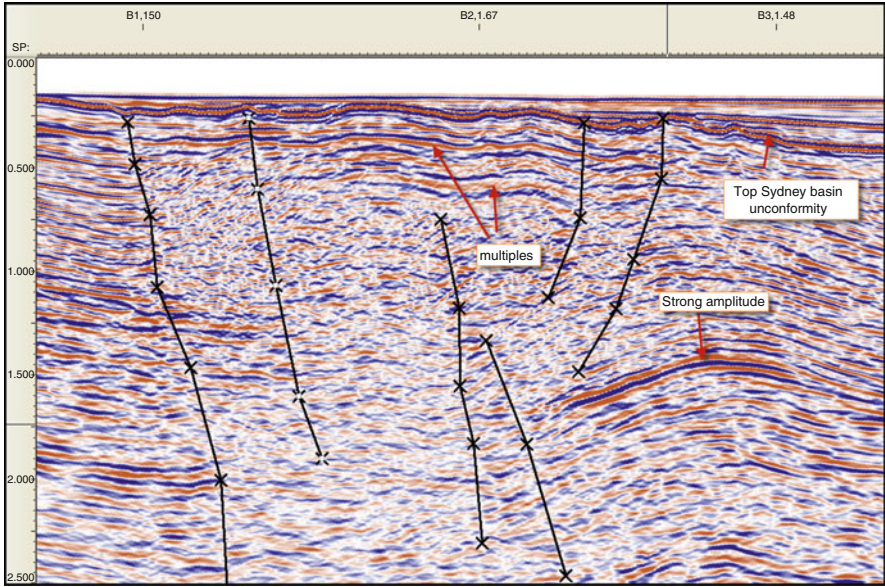 B1,150 B2,1.67 B3,1.48
SP:
0.000
0.500
Top Sydney basin
unconformity
multiples
1.000
Strong amplitude
1.500
2.000
2.500